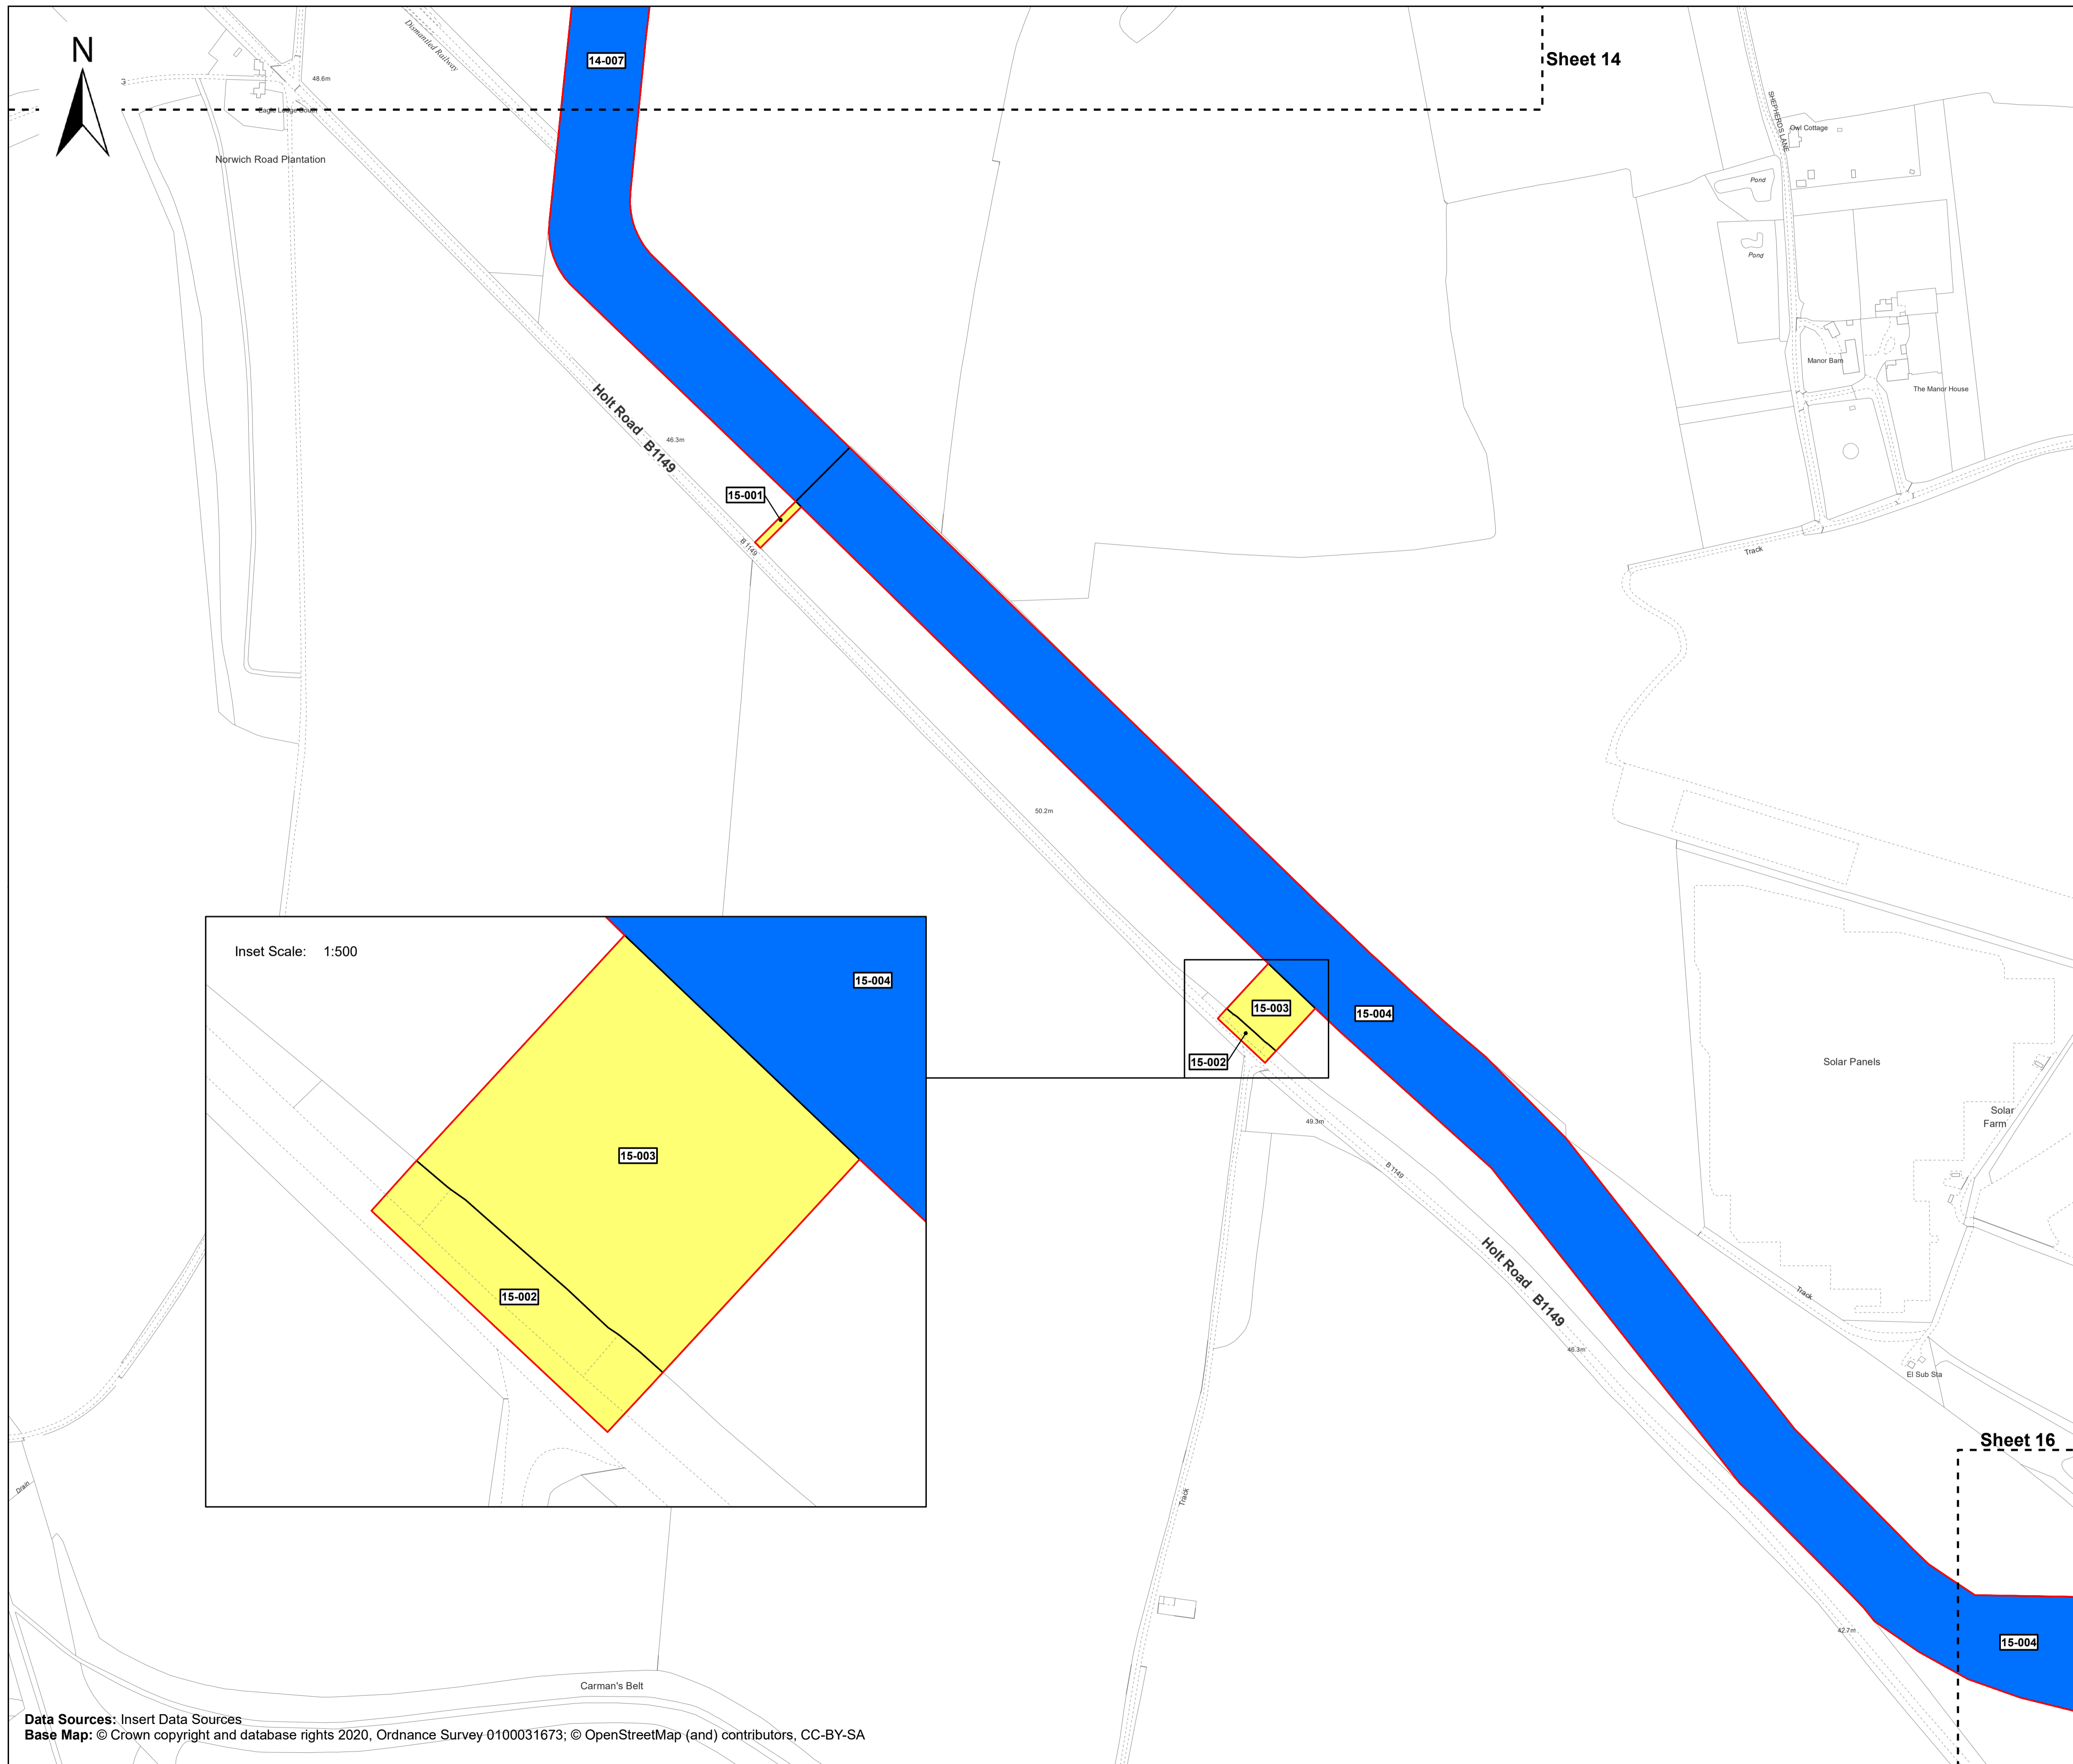 N
14-007
Sheet 14
Dismantled Railway
48.6m
Eagle Lodge South
Norwich Road Plantation
SHEPHERDS LANE
Owl Cottage
Pond
Pond
Manor Barn
The Manor House
Holt Road B1149
46.3m
15-001
B 1149
Track
50.2m
Inset Scale: 1:500
15-004
15-003
15-002
15-003
15-004
15-002
Solar Panels
Solar
Farm
49.3m
B 1149
Holt Road B1149
46.3m
Track
El Sub Sta
Sheet 16
Drain
Track
42.7m
15-004
Carman's Belt
Data Sources: Insert Data Sources
Base Map: © Crown copyright and database rights 2020, Ordnance Survey 0100031673; © OpenStreetMap (and) contributors, CC-BY-SA